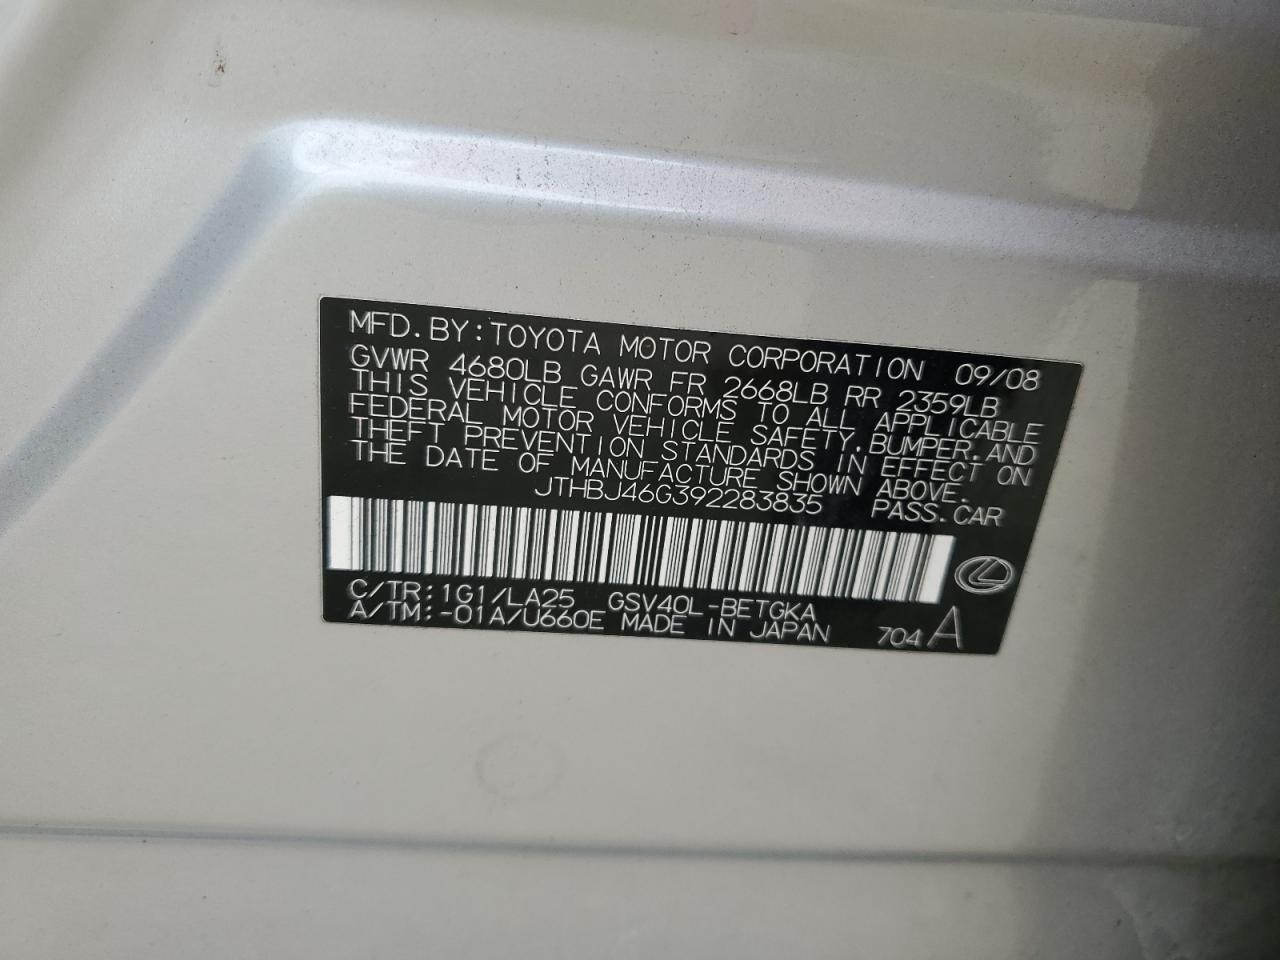 MFD.BY:TOYOTA MOTOR CORPORATION 09/08
GVWR 4680LB GAWR FR 2668LB RR 2359LB
THIS VEHICLE CONFORMS TO ALL APPLICABLE
FEDERAL MOTOR VEHICLE SAFETY,BUMPER,AND
THEFT PREVENTION STANDARDS IN EFFECT ON
THE DATE OF MANUFACTURE SHOWN ABOVE.
JTHBJ46G392283835 PASS.CAR
C/TR:1G1/LA25 GSV40L-BETGKA
A/TM:-01A/U660E MADE IN JAPAN 704 A